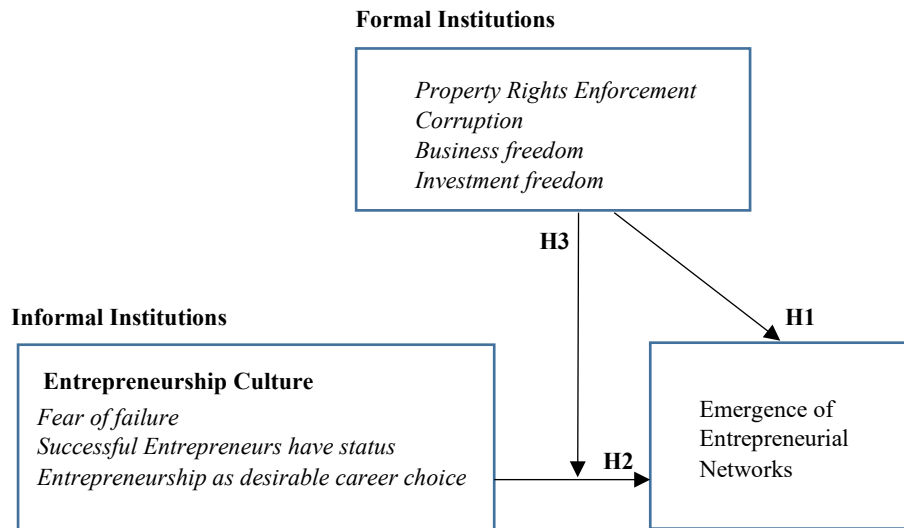 Formal Institutions
Property Rights Enforcement
Corruption
Business freedom
Investment freedom
H3
H1
Informal Institutions
Entrepreneurship Culture
Fear of failure
Successful Entrepreneurs have status
Entrepreneurship as desirable career choice
H2
Emergence of
Entrepreneurial
Networks